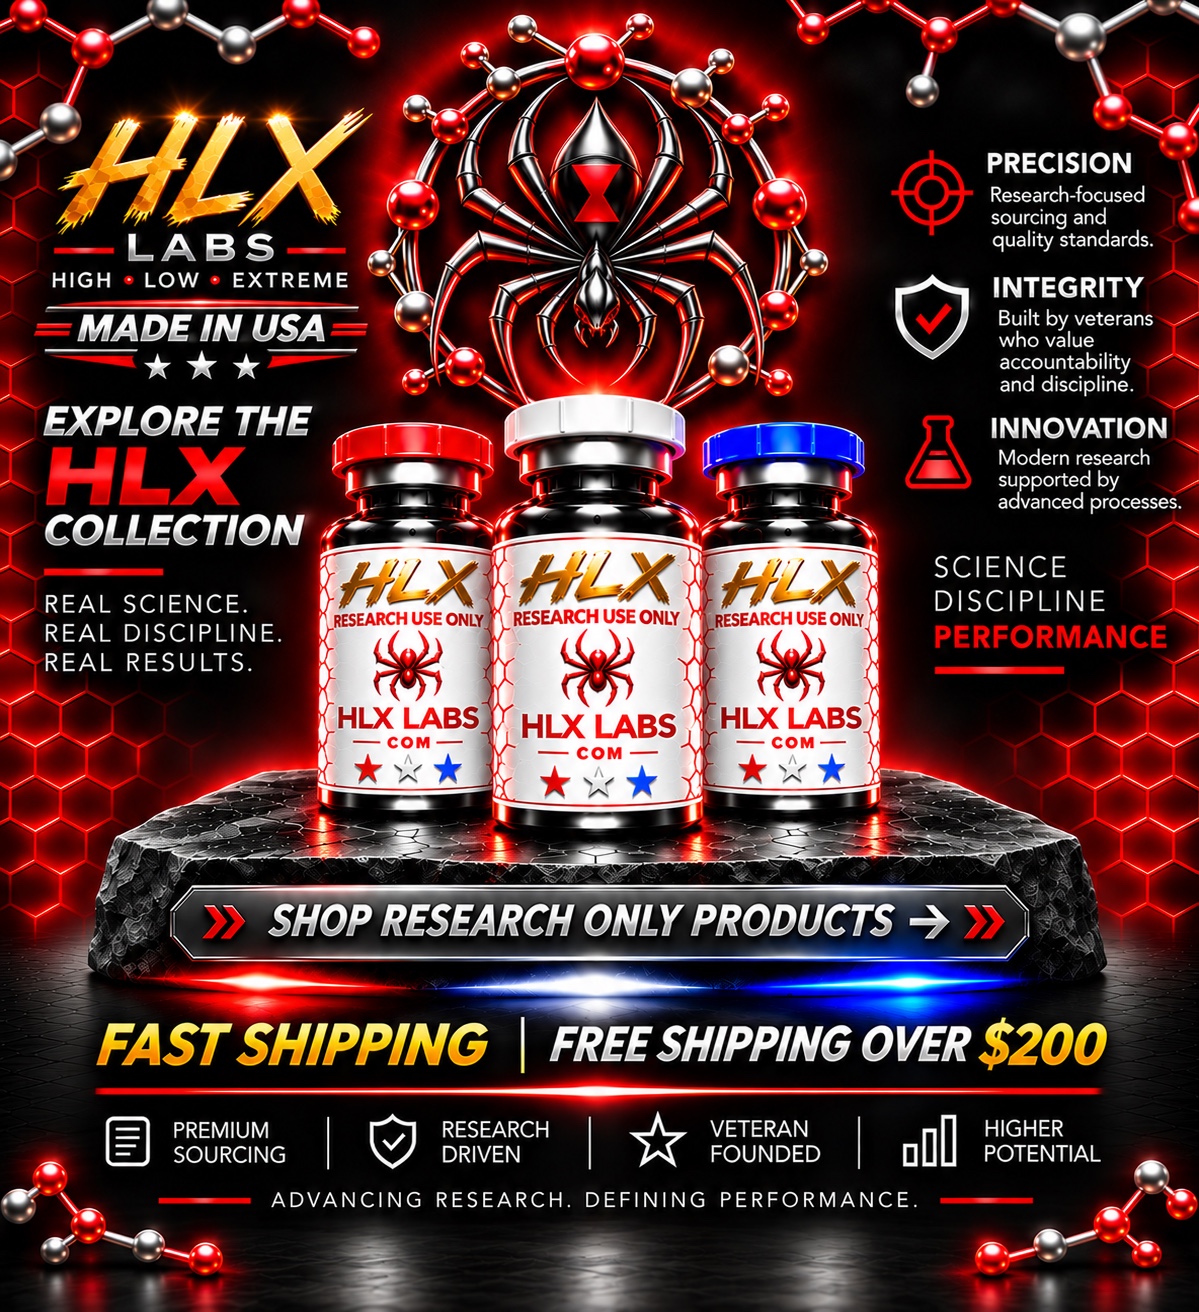 HLX
LABS
HIGH • LOW • EXTREME
MADE IN USA
EXPLORE THE
HLX
COLLECTION
REAL SCIENCE.
REAL DISCIPLINE.
REAL RESULTS.
PRECISION
Research-focused
sourcing and
quality standards.
INTEGRITY
Built by veterans
who value
accountability
and discipline.
INNOVATION
Modern research
supported by
advanced processes.
SCIENCE
DISCIPLINE
PERFORMANCE
HLX
RESEARCH USE ONLY
HLX LABS
COM
HLX
RESEARCH USE ONLY
HLX LABS
COM
HLX
RESEARCH USE ONLY
HLX LABS
COM
SHOP RESEARCH ONLY PRODUCTS →
FAST SHIPPING | FREE SHIPPING OVER $200
PREMIUM
SOURCING
RESEARCH
DRIVEN
VETERAN
FOUNDED
HIGHER
POTENTIAL
ADVANCING RESEARCH. DEFINING PERFORMANCE.